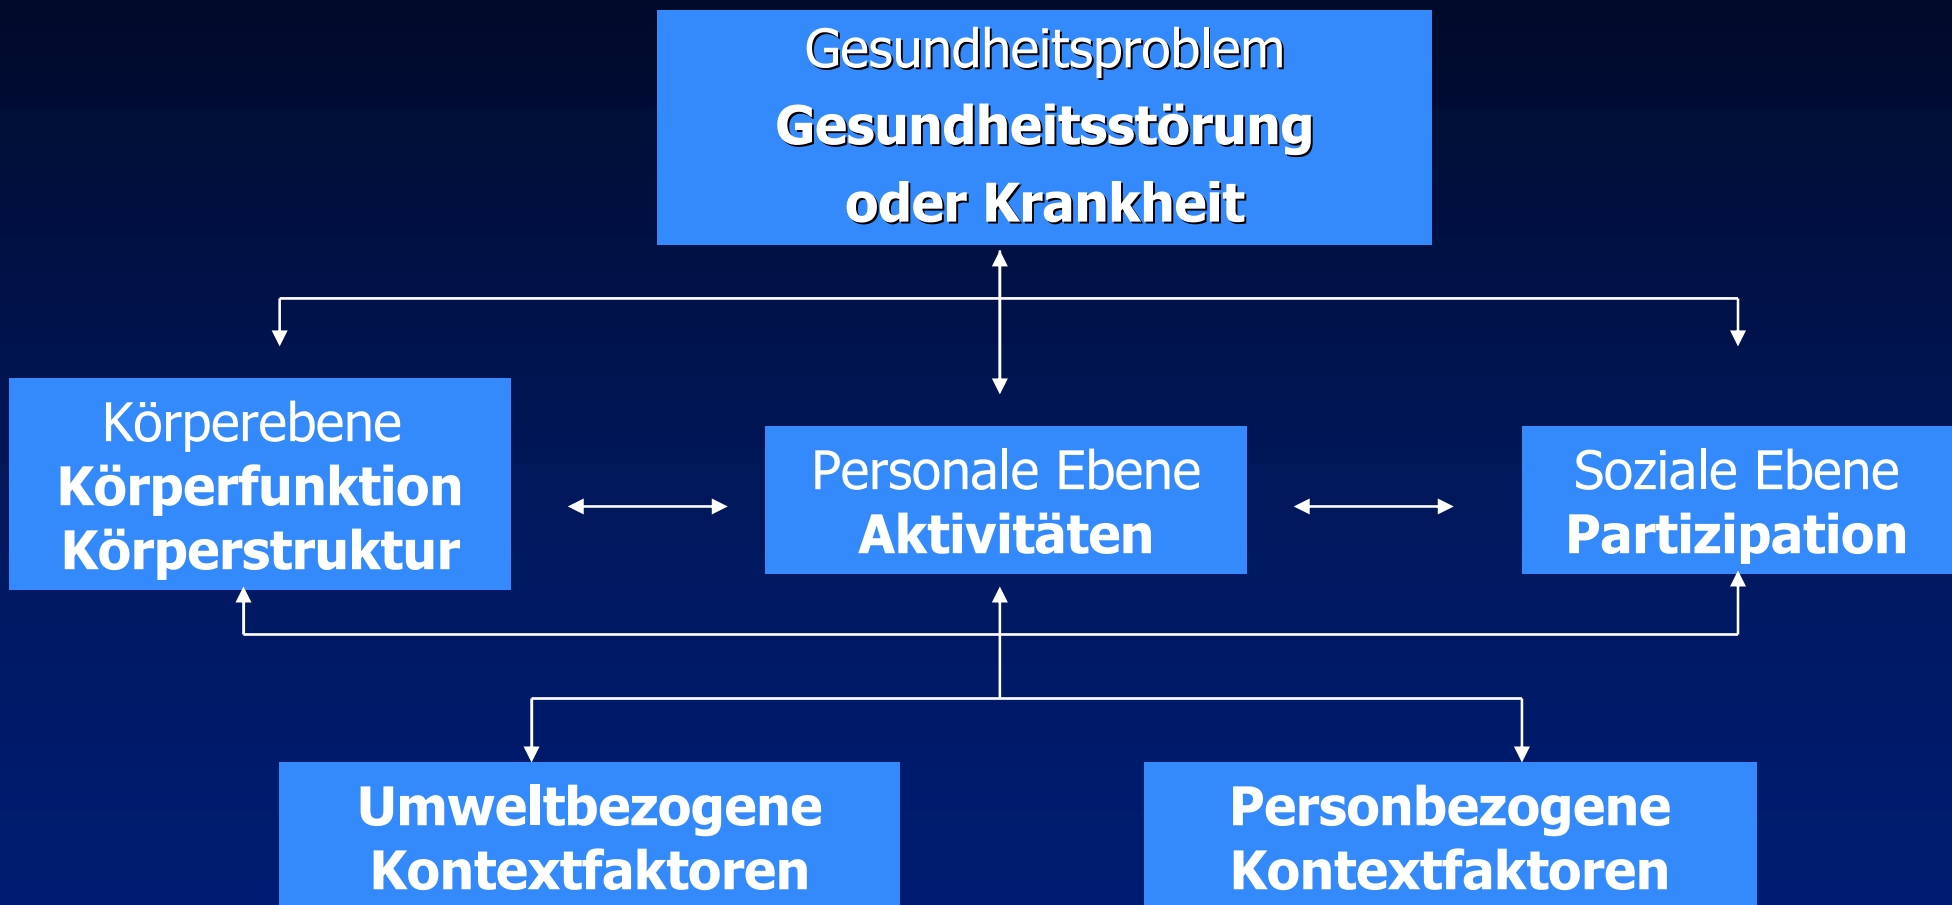 Gesundheitsproblem
Gesundheitsstörung
oder Krankheit
Körperebene
Körperfunktion
Körperstruktur
Personale Ebene
Aktivitäten
Soziale Ebene
Partizipation
Umweltbezogene
Kontextfaktoren
Personbezogene
Kontextfaktoren